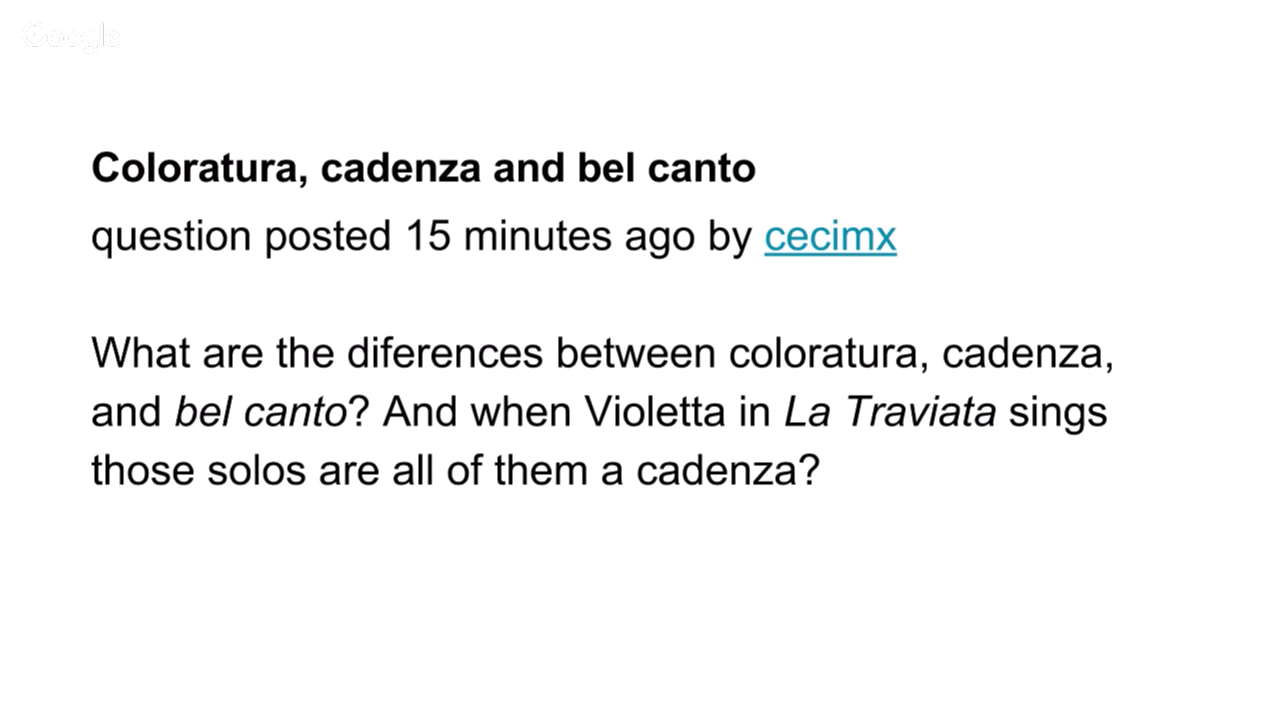 Google
Coloratura, cadenza and bel canto
question posted 15 minutes ago by cecimx
What are the diferences between coloratura, cadenza,
and bel canto? And when Violetta in La Traviata sings
those solos are all of them a cadenza?